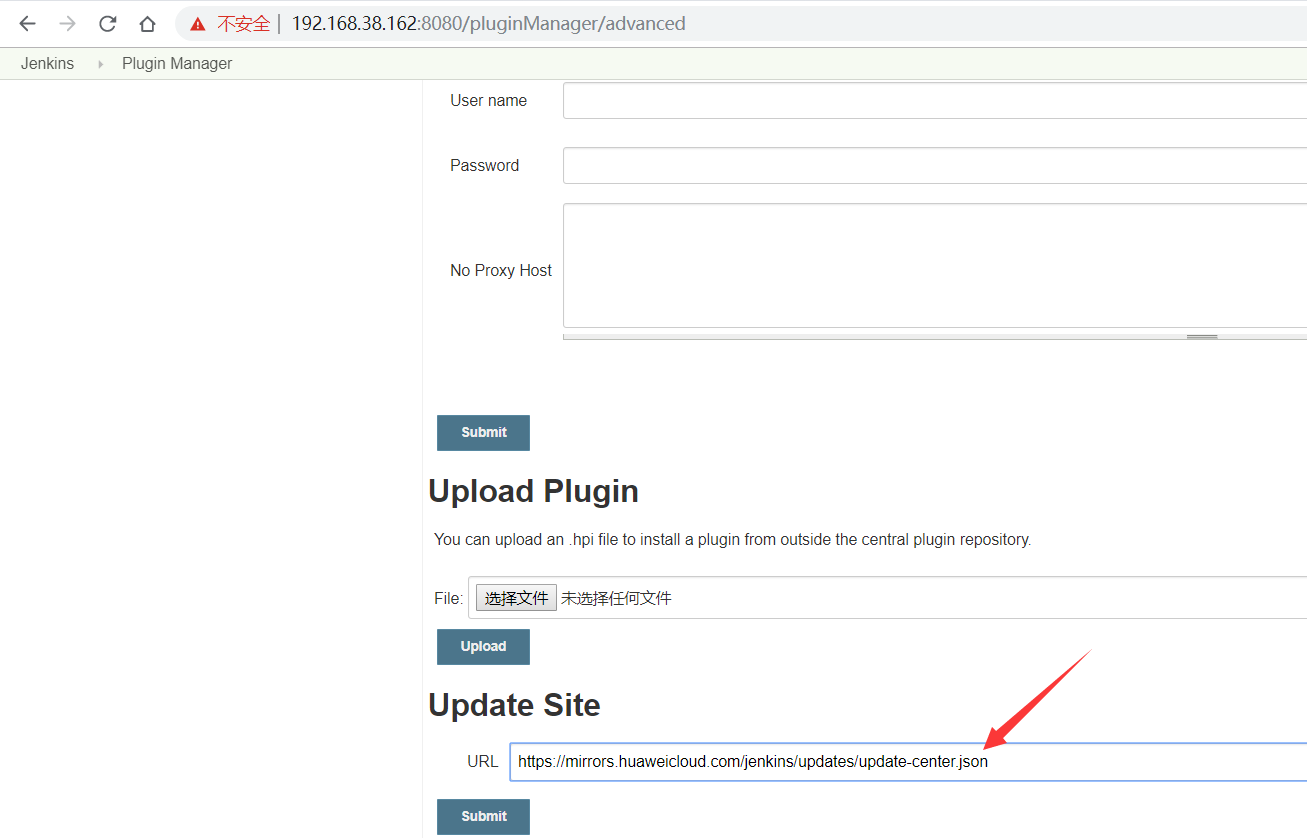 不安全 | 192.168.38.162:8080/pluginManager/advanced
Jenkins Plugin Manager
User name
Password
No Proxy Host
Submit
Upload Plugin
You can upload an .hpi file to install a plugin from outside the central plugin repository.
File: 选择文件 未选择任何文件
Upload
Update Site
URL https://mirrors.huaweicloud.com/jenkins/updates/update-center.json
Submit